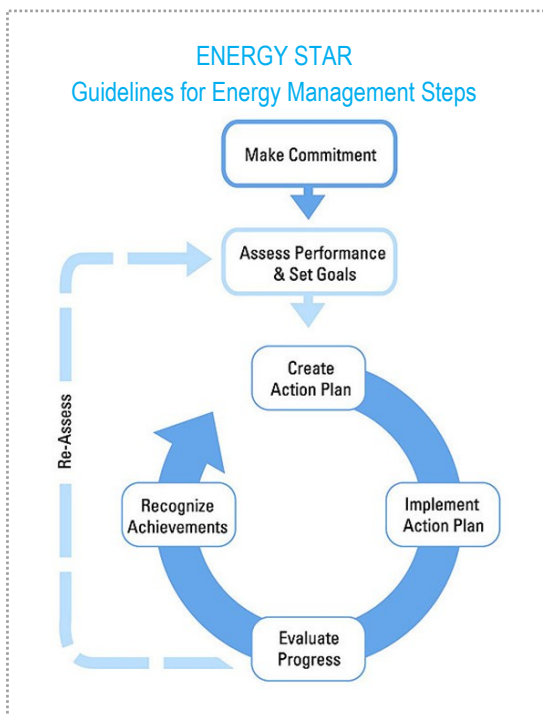 ENERGY STAR
Guidelines for Energy Management Steps
Make Commitment
Assess Performance
& Set Goals
Create
Action Plan
Re-Assess
Recognize
Achievements
Implement
Action Plan
Evaluate
Progress